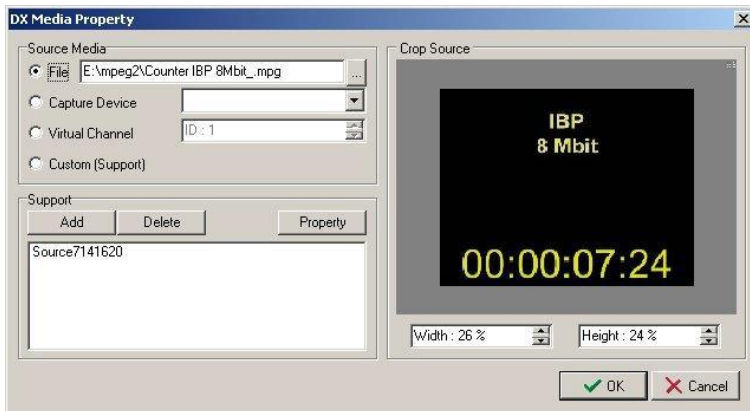 DX Media Property
Source Media
File E:\mpeg2\Counter IBP 8Mbit_.mpg ...
Capture Device
Virtual Channel ID : 1
Custom (Support)
Support
Add Delete Property
Source7141620
Crop Source
IBP
8 Mbit
00:00:07:24
Width : 26 % Height : 24 %
OK Cancel